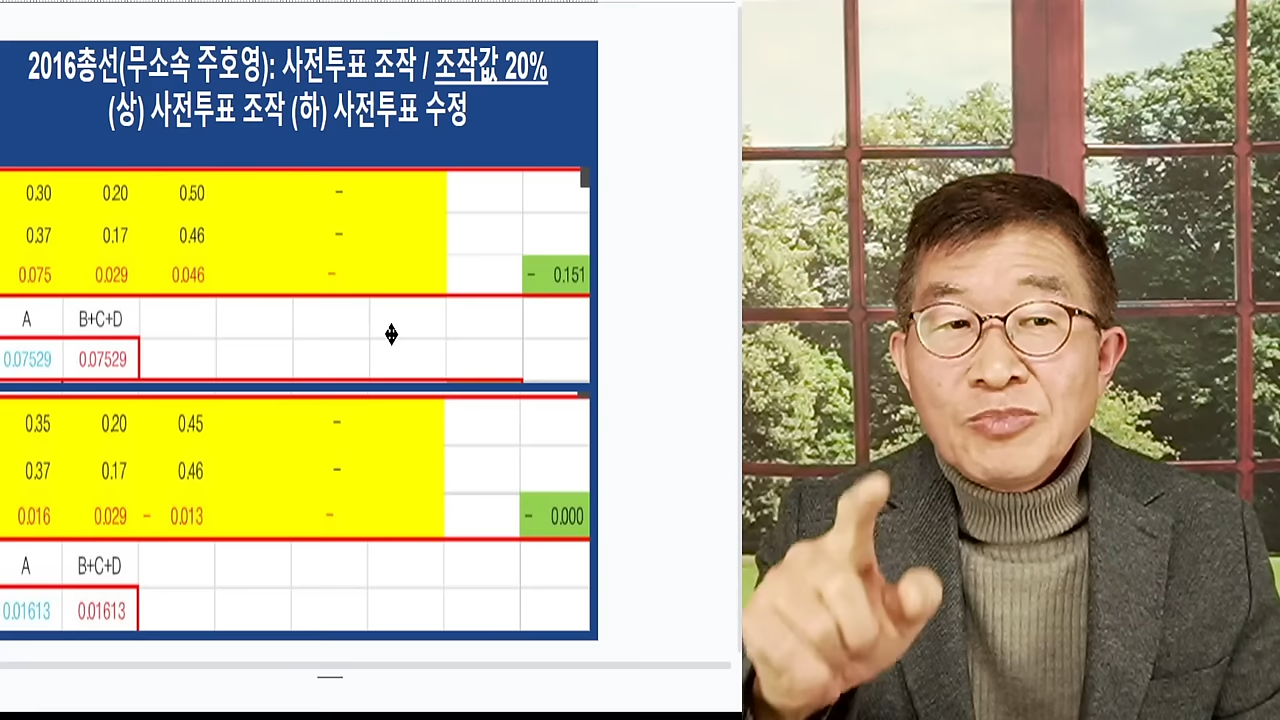 2016총선(무소속 주호영): 사전투표 조작 / 조작값 20%
(상) 사전투표 조작 (하) 사전투표 수정
0.30 0.20 0.50 -
0.37 0.17 0.46 -
0.075 0.029 0.046 - - 0.151
A B+C+D
0.07529 0.07529
0.35 0.20 0.45 -
0.37 0.17 0.46 -
0.016 0.029 - 0.013 - - 0.000
A B+C+D
0.01613 0.01613